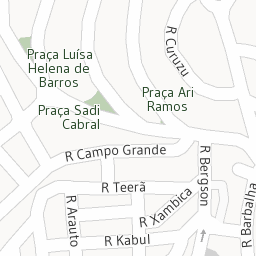 R Curuzu
Praça Luísa
Helena de
Barros
Praça Ari
Ramos
Praça Sadi
Cabral
R Campo Grande
R Bergson
R Teerã
R Xambica
R Arauto
R Kabul
R Barbalha